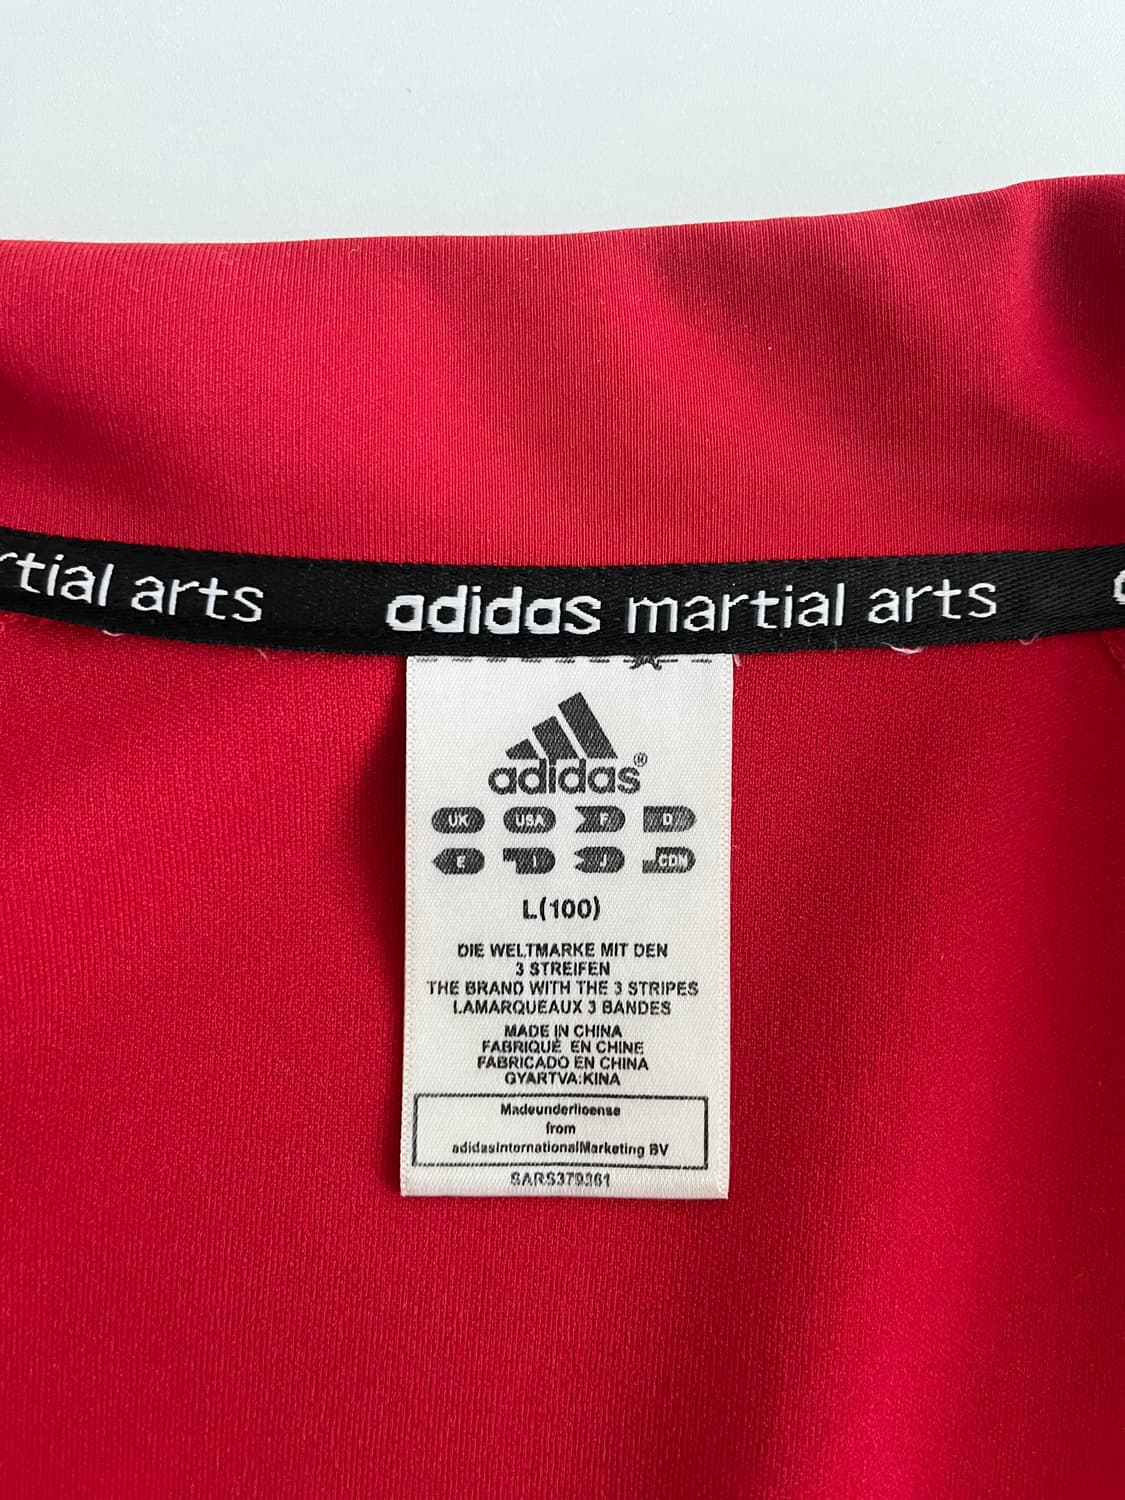 rtial arts adidas martial arts
adidas®
UK USA F D
E I J CDN
L(100)
DIE WELTMARKE MIT DEN
3 STREIFEN
THE BRAND WITH THE 3 STRIPES
LAMARQUEAUX 3 BANDES
MADE IN CHINA
FABRIQUÉ EN CHINE
FABRICADO EN CHINA
GYARTVA:KINA
Madeunderlicense
from
adidasInternationalMarketing BV
SARS379361